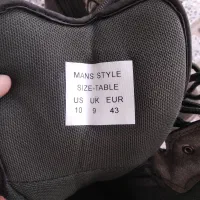 MANS STYLE
SIZE-TABLE
US UK EUR
10 9 43